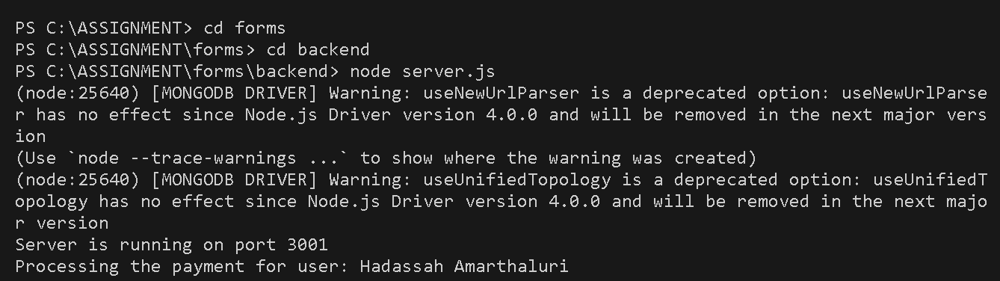 PS C:\ASSIGNMENT> cd forms
PS C:\ASSIGNMENT\forms> cd backend
PS C:\ASSIGNMENT\forms\backend> node server.js
(node:25640) [MONGODB DRIVER] Warning: useNewUrlParser is a deprecated option: useNewUrlParse
r has no effect since Node.js Driver version 4.0.0 and will be removed in the next major vers
ion
(Use `node --trace-warnings ...` to show where the warning was created)
(node:25640) [MONGODB DRIVER] Warning: useUnifiedTopology is a deprecated option: useUnifiedT
opology has no effect since Node.js Driver version 4.0.0 and will be removed in the next majo
r version
Server is running on port 3001
Processing the payment for user: Hadassah Amarthaluri